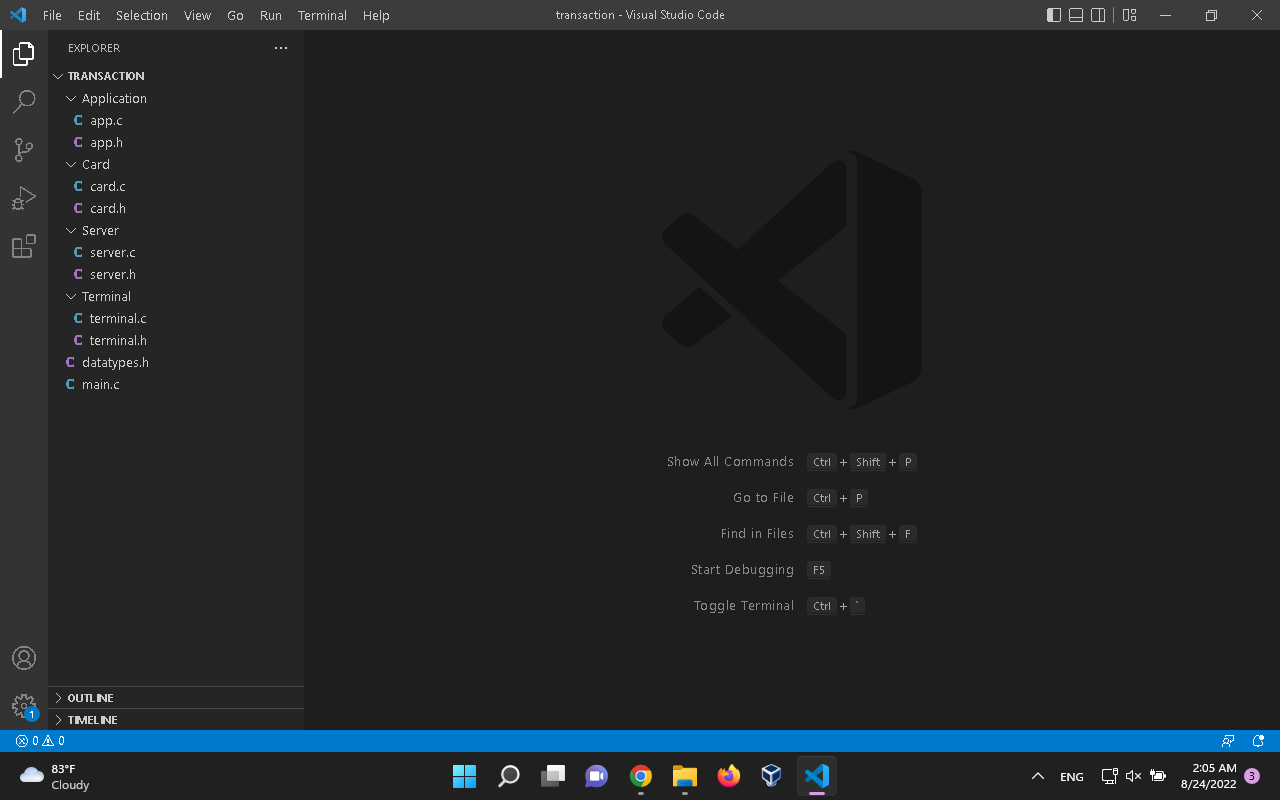 File Edit Selection View Go Run Terminal Help transaction - Visual Studio Code
EXPLORER
TRANSACTION
Application
C app.c
C app.h
Card
C card.c
C card.h
Server
C server.c
C server.h
Terminal
C terminal.c
C terminal.h
C datatypes.h
C main.c
OUTLINE
TIMELINE
Show All Commands Ctrl + Shift + P
Go to File Ctrl + P
Find in Files Ctrl + Shift + F
Start Debugging F5
Toggle Terminal Ctrl + `
1
0 0
83°F
Cloudy
ENG
2:05 AM
8/24/2022
3